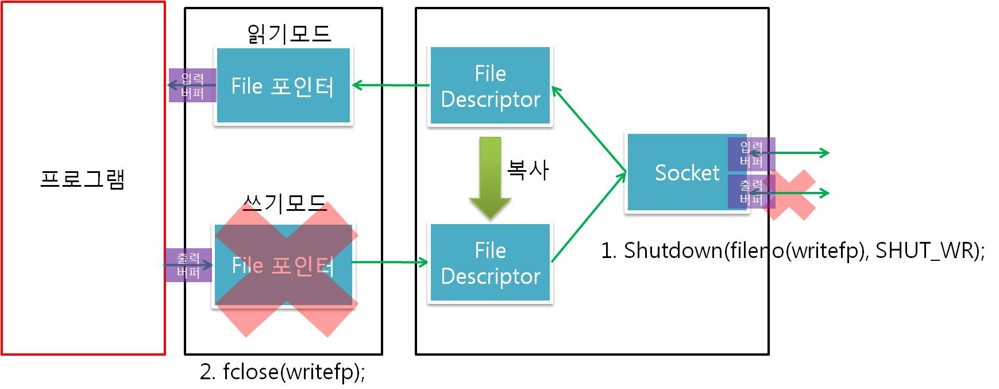 프로그램
읽기모드
입력
버퍼
File 포인터
쓰기모드
출력
버퍼
File 포인터
2. fclose(writefp);
File
Descriptor
복사
File
Descriptor
Socket
입력
버퍼
출력
버퍼
1. Shutdown(fileno(writefp), SHUT_WR);